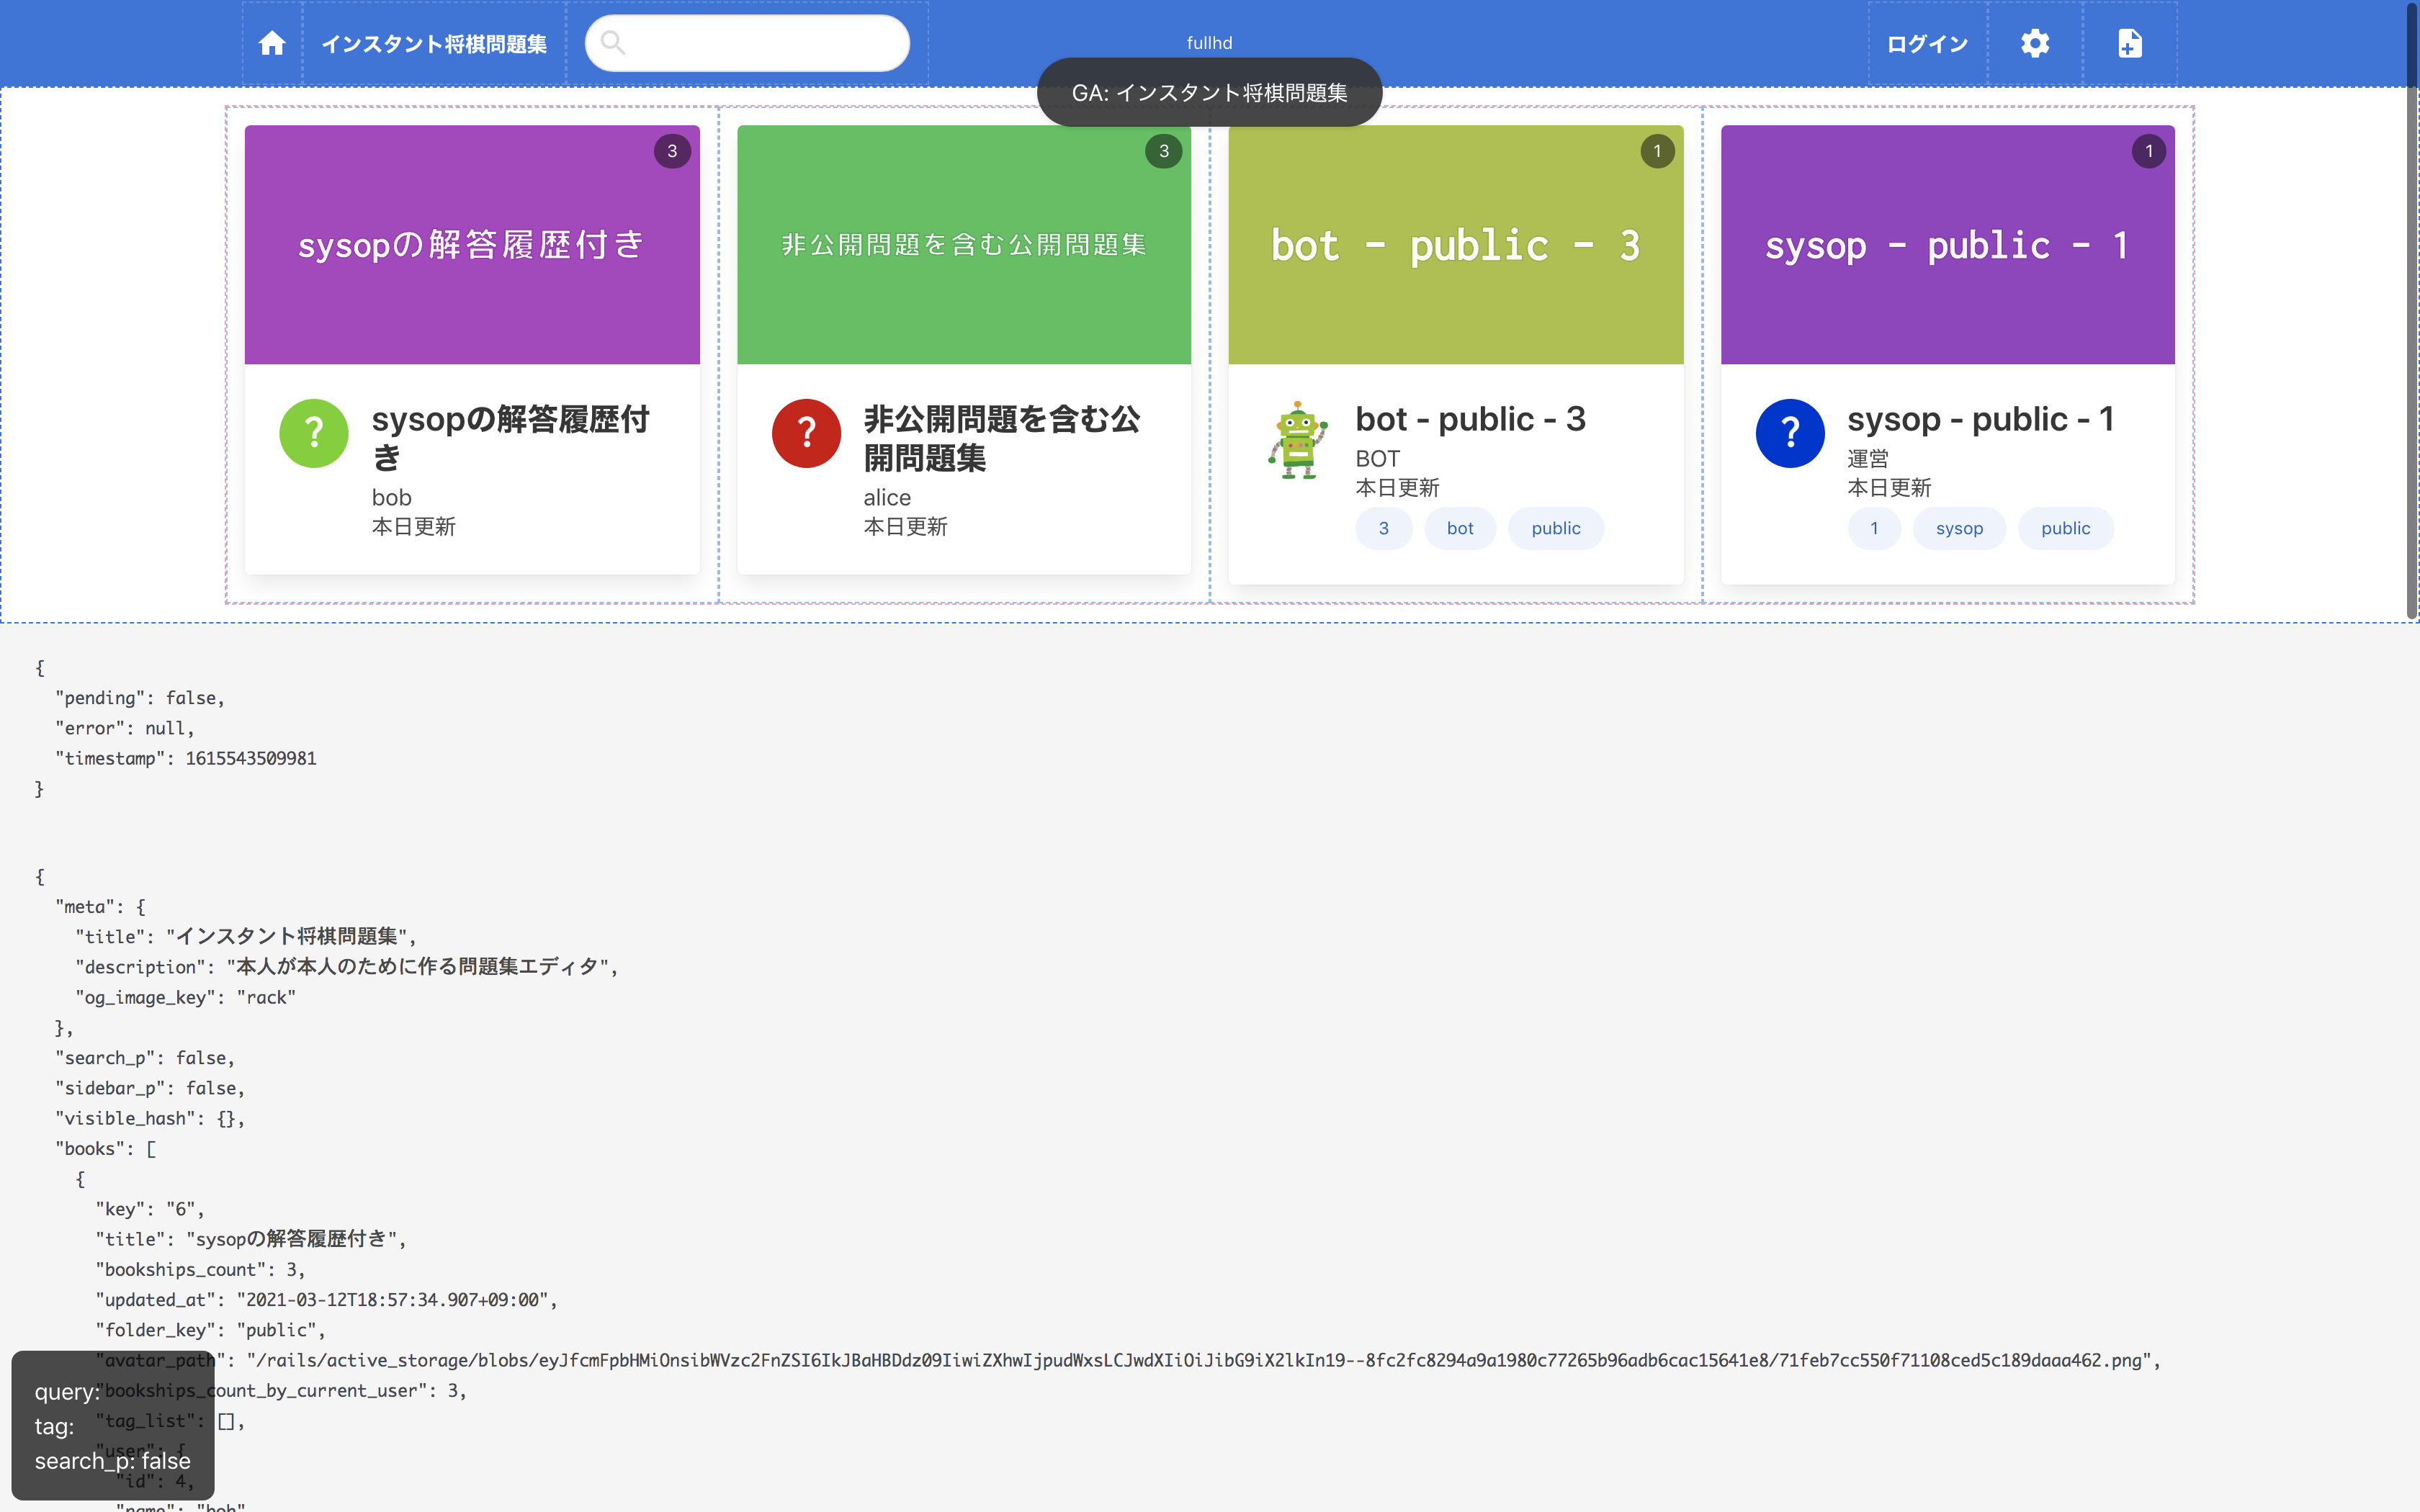 インスタント将棋問題集
fullhd
ログイン
GA: インスタント将棋問題集
3
sysopの解答履歴付き
sysopの解答履歴付
き
bob
本日更新
3
非公開問題を含む公開問題集
非公開問題を含む公
開問題集
alice
本日更新
1
bot - public - 3
bot - public - 3
BOT
本日更新
3 bot public
1
sysop - public - 1
sysop - public - 1
運営
本日更新
1 sysop public
{
"pending": false,
"error": null,
"timestamp": 1615543509981
}
{
"meta": {
"title": "インスタント将棋問題集",
"description": "本人が本人のために作る問題集エディタ",
"og_image_key": "rack"
},
"search_p": false,
"sidebar_p": false,
"visible_hash": {},
"books": [
{
"key": "6",
"title": "sysopの解答履歴付き",
"bookships_count": 3,
"updated_at": "2021-03-12T18:57:34.907+09:00",
"folder_key": "public",
"avatar_path": "/rails/active_storage/blobs/eyJfcmFpbHMiOnsibWVzc2FnZSI6IkJBaHBDdz09IiwiZXhwIjpudWxsLCJwdXIiOiJibG9iX2lkIn19--8fc2fc8294a9a1980c77265b96adb6cac15641e8/71feb7cc550f71108ced5c189daaa462.png",
"bookships_count_by_current_user": 3,
"tag_list": [],
"user": {
"id": 4,
"name": "bob"
query:
tag:
search_p: false